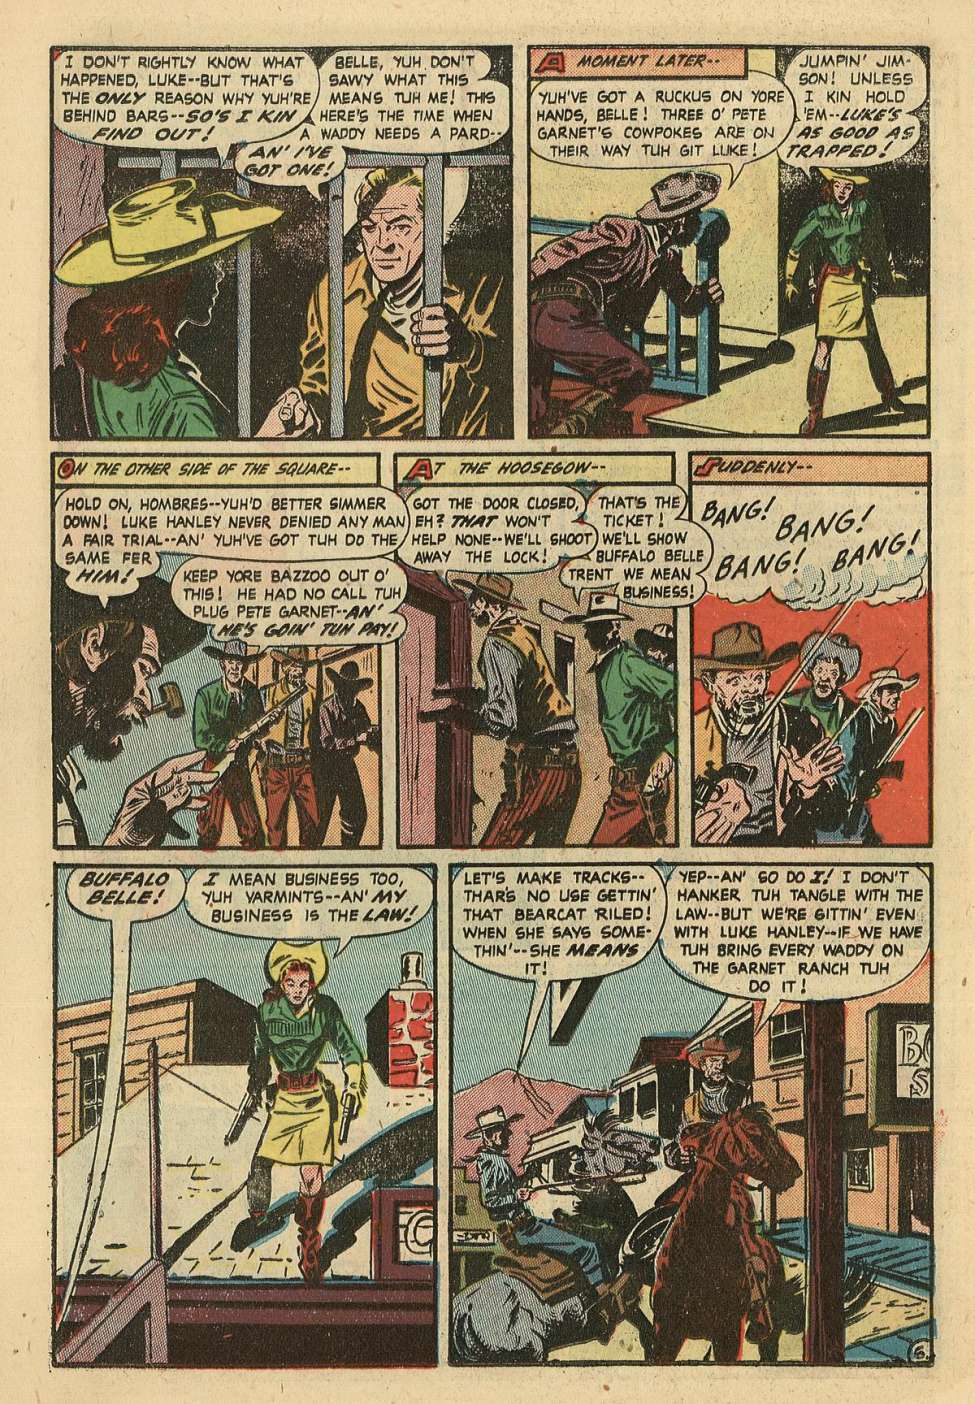 I DON'T RIGHTLY KNOW WHAT
HAPPENED, LUKE--BUT THAT'S
THE ONLY REASON WHY YUH'RE
BEHIND BARS--SO'S I KIN
FIND OUT!
BELLE, YUH DON'T
SAWY WHAT THIS
MEANS TUH ME! THIS
HERE'S THE TIME WHEN
A WADDY NEEDS A PARD--
AN' I'VE
GOT ONE!
A MOMENT LATER--
YUH'VE GOT A RUCKUS ON YORE
HANDS, BELLE! THREE O' PETE
GARNET'S COWPOKES ARE ON
THEIR WAY TUH GIT LUKE!
JUMPIN' JIM-
SON! UNLESS
I KIN HOLD
'EM--LUKE'S
AS GOOD AS
TRAPPED!
ON THE OTHER SIDE OF THE SQUARE--
HOLD ON, HOMBRES--YUH'D BETTER SIMMER
DOWN! LUKE HANLEY NEVER DENIED ANY MAN
A FAIR TRIAL--AN' YUH'VE GOT TUH DO THE
SAME FER
HIM!
KEEP YORE BAZZOO OUT O'
THIS! HE HAD NO CALL TUH
PLUG PETE GARNET--AN'
HE'S GOIN' TUH PAY!
AT THE HOOSEGOW--
GOT THE DOOR CLOSED,
EH? THAT WON'T
HELP NONE--WE'LL SHOOT
AWAY THE LOCK!
THAT'S THE
TICKET!
WE'LL SHOW
BUFFALO BELLE
TRENT WE MEAN
BUSINESS!
SUDDENLY--
BANG!
BANG!
BANG!
BANG!
BUFFALO
BELLE!
I MEAN BUSINESS TOO,
YUH VARMINTS--AN' MY
BUSINESS IS THE LAW!
LET'S MAKE TRACKS--
THAR'S NO USE GETTIN'
THAT BEARCAT RILED!
WHEN SHE SAYS SOME-
THIN'--SHE MEANS
IT!
YEP--AN' SO DO I! I DON'T
HANKER TUH TANGLE WITH THE
LAW--BUT WE'RE GITTIN' EVEN
WITH LUKE HANLEY--IF WE HAVE
TUH BRING EVERY WADDY ON
THE GARNET RANCH TUH
DO IT!
6